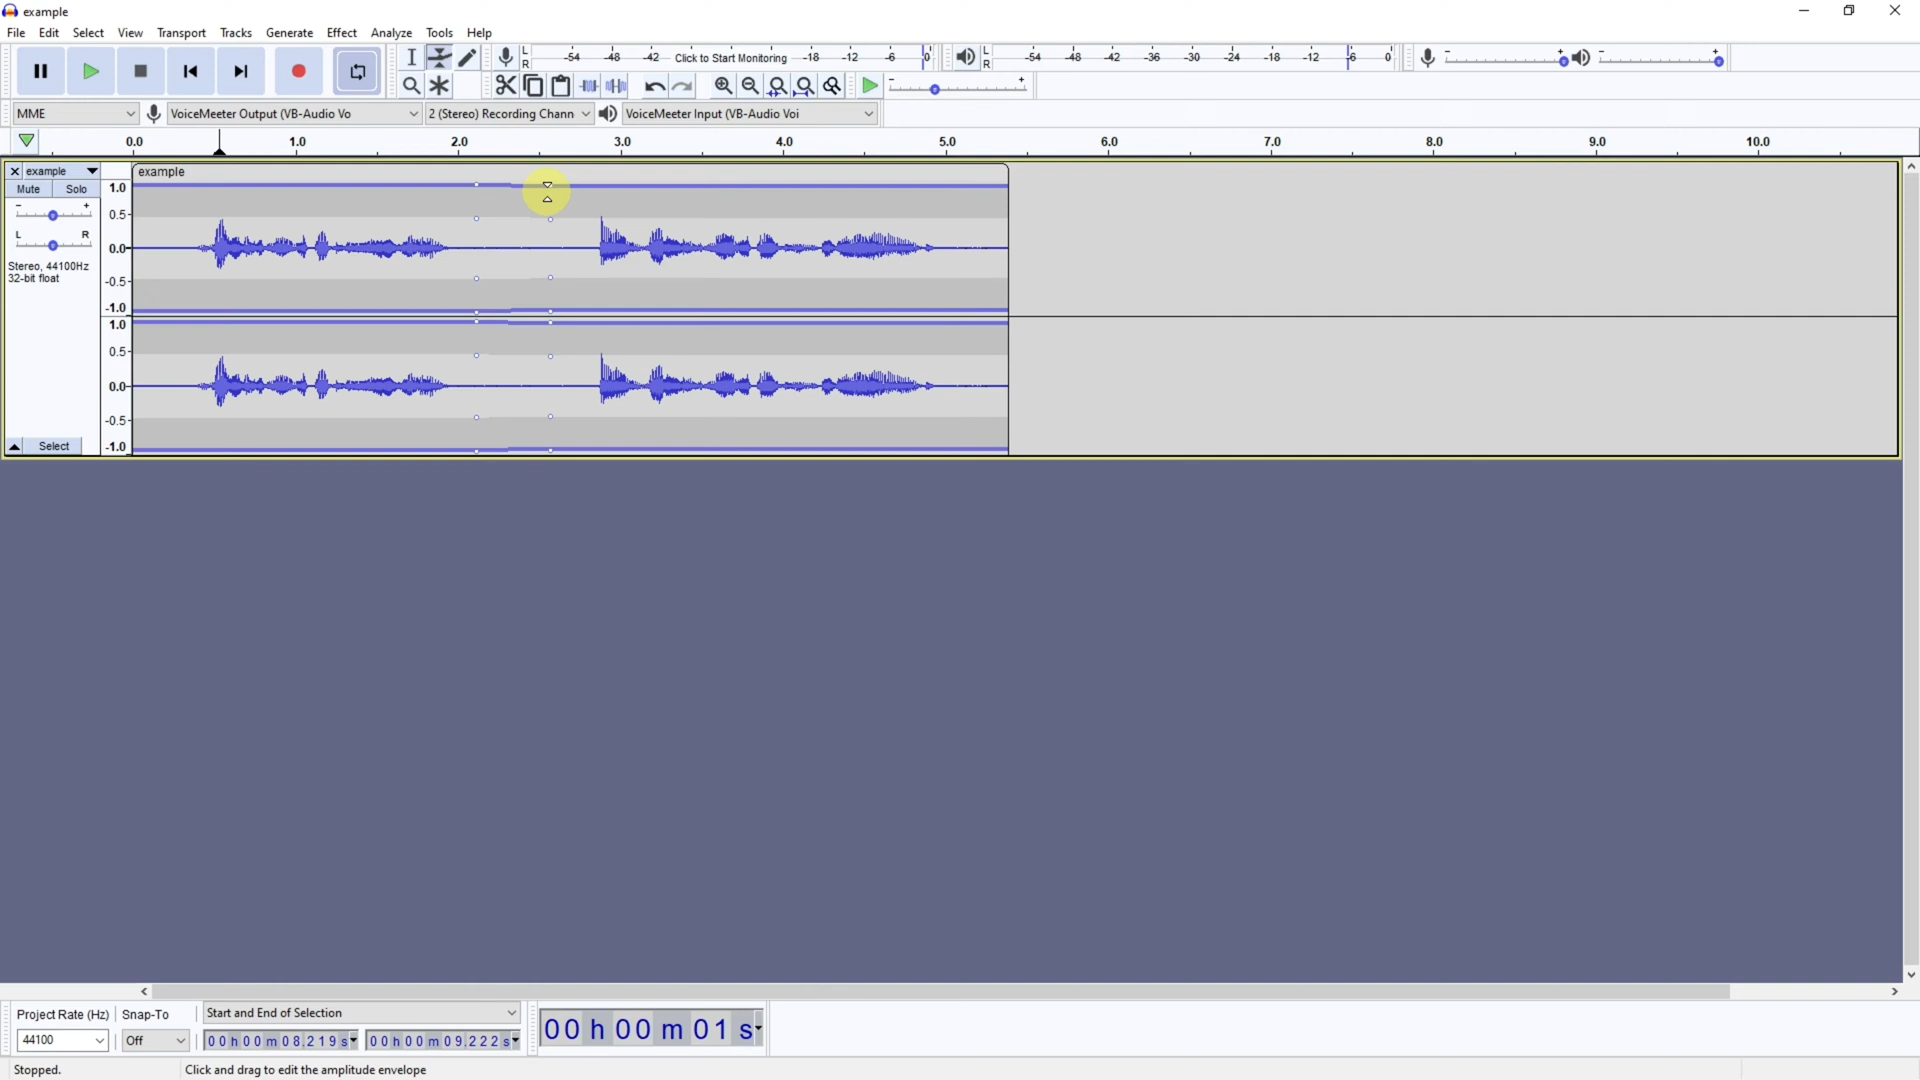 example
File Edit Select View Transport Tracks Generate Effect Analyze Tools Help
L R -54 -48 -42 Click to Start Monitoring -18 -12 -6 0 L R -54 -48 -42 -36 -30 -24 -18 -12 -6 0 - + - +
- +
MME VoiceMeeter Output (VB-Audio Vo 2 (Stereo) Recording Chann VoiceMeeter Input (VB-Audio Voi
0.0 1.0 2.0 3.0 4.0 5.0 6.0 7.0 8.0 9.0 10.0
example example
Mute Solo 1.0
- + 0.5
L R 0.0
Stereo, 44100Hz
32-bit float -0.5
-1.0
1.0
0.5
0.0
-0.5
Select -1.0
Project Rate (Hz) Snap-To Start and End of Selection
44100 Off 00 h 00 m 08.219 s 00 h 00 m 09.222 s 00 h 00 m 01 s
Stopped. Click and drag to edit the amplitude envelope